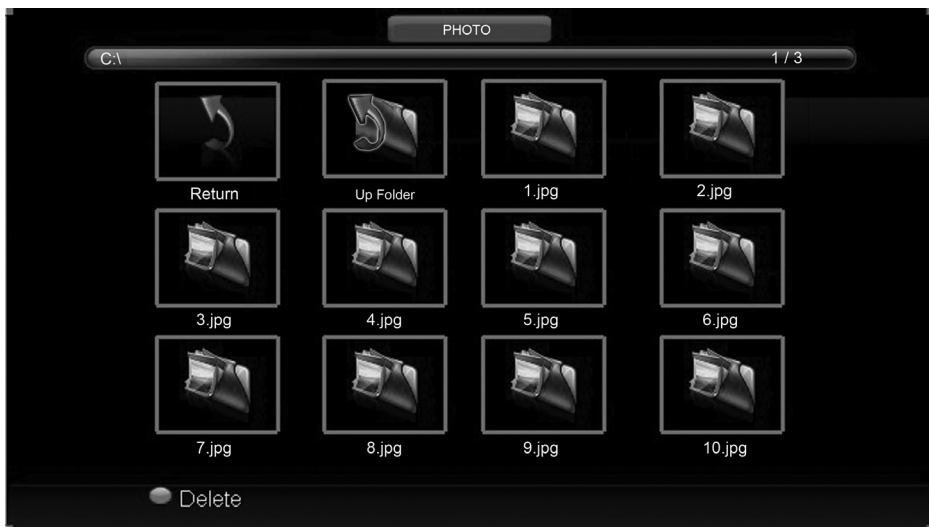 PHOTO
C:\ 1 / 3
Return Up Folder 1.jpg 2.jpg
3.jpg 4.jpg 5.jpg 6.jpg
7.jpg 8.jpg 9.jpg 10.jpg
Delete